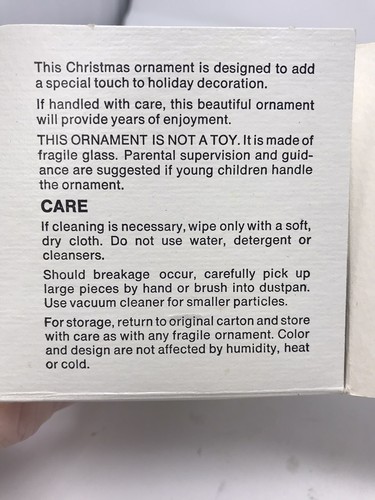 This Christmas ornament is designed to add
a special touch to holiday decoration.
If handled with care, this beautiful ornament
will provide years of enjoyment.
THIS ORNAMENT IS NOT A TOY. It is made of
fragile glass. Parental supervision and guid-
ance are suggested if young children handle
the ornament.
CARE
If cleaning is necessary, wipe only with a soft,
dry cloth. Do not use water, detergent or
cleansers.
Should breakage occur, carefully pick up
large pieces by hand or brush into dustpan.
Use vacuum cleaner for smaller particles.
For storage, return to original carton and store
with care as with any fragile ornament. Color
and design are not affected by humidity, heat
or cold.